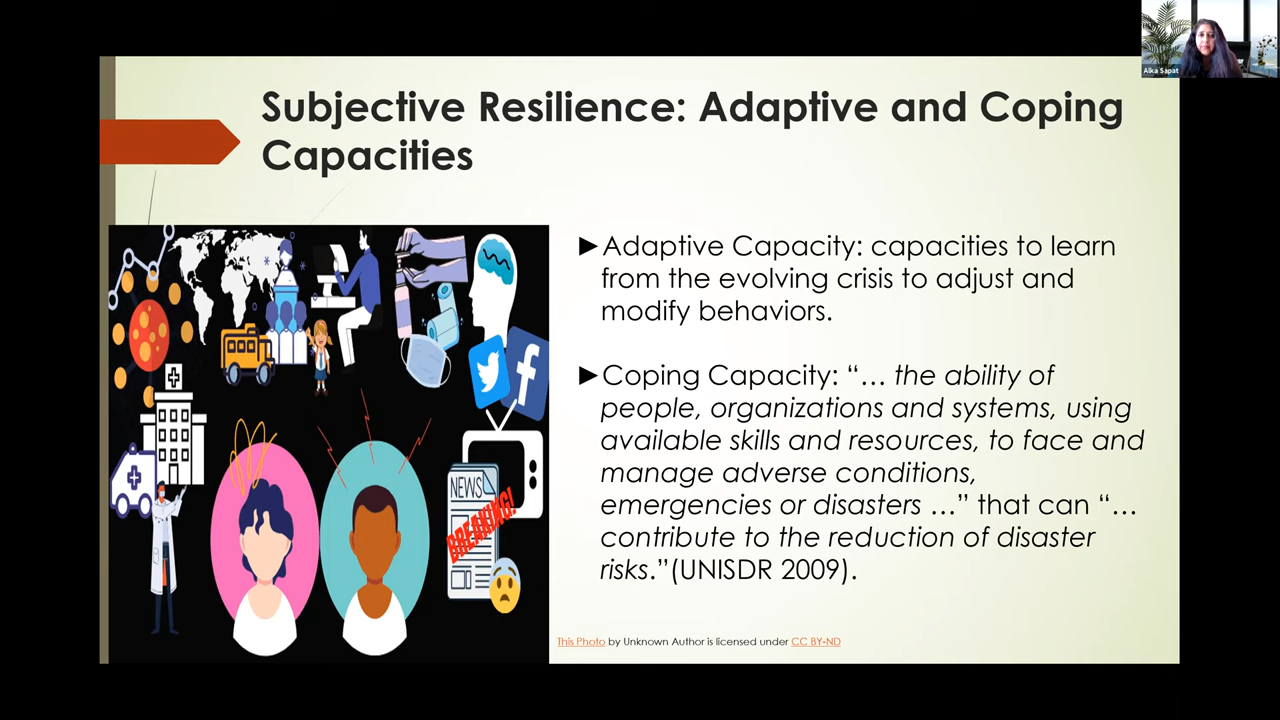 Alka Sapat
Subjective Resilience: Adaptive and Coping
Capacities
►Adaptive Capacity: capacities to learn
from the evolving crisis to adjust and
modify behaviors.
►Coping Capacity: “… the ability of
people, organizations and systems, using
available skills and resources, to face and
manage adverse conditions,
emergencies or disasters …” that can “…
contribute to the reduction of disaster
risks.”(UNISDR 2009).
NEWS
BREAKING!
This Photo by Unknown Author is licensed under CC BY-ND